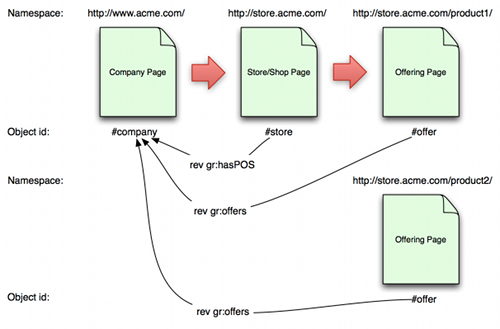 Namespace: http://www.acme.com/ http://store.acme.com/ http://store.acme.com/product1/
Company Page Store/Shop Page Offering Page
Object id: #company #store #offer
rev gr:hasPOS
Namespace: http://store.acme.com/product2/
rev gr:offers
Offering Page
Object id: #offer
rev gr:offers